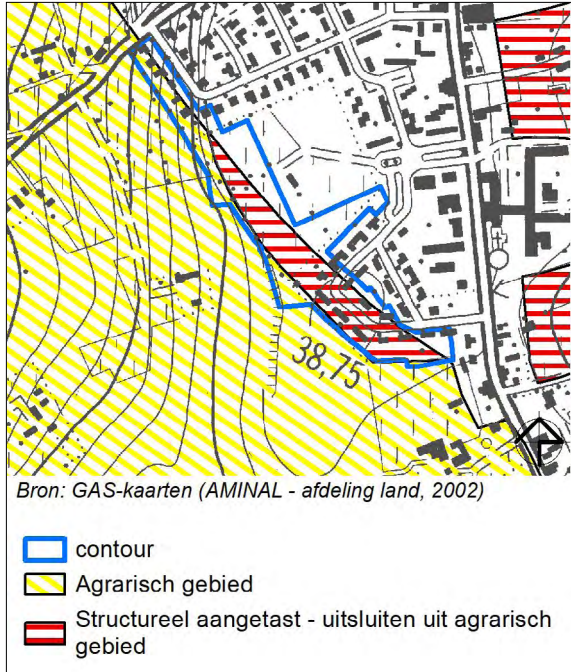 38,75
Bron: GAS-kaarten (AMINAL - afdeling land, 2002)
contour
Agrarisch gebied
Structureel aangetast - uitsluiten uit agrarisch
gebied